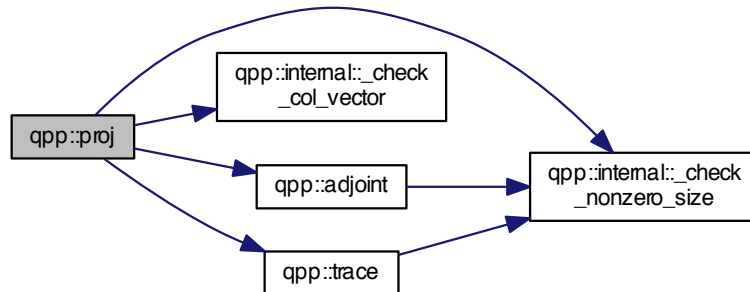 qpp::proj
qpp::internal::_check
_col_vector
qpp::adjoint
qpp::trace
qpp::internal::_check
_nonzero_size